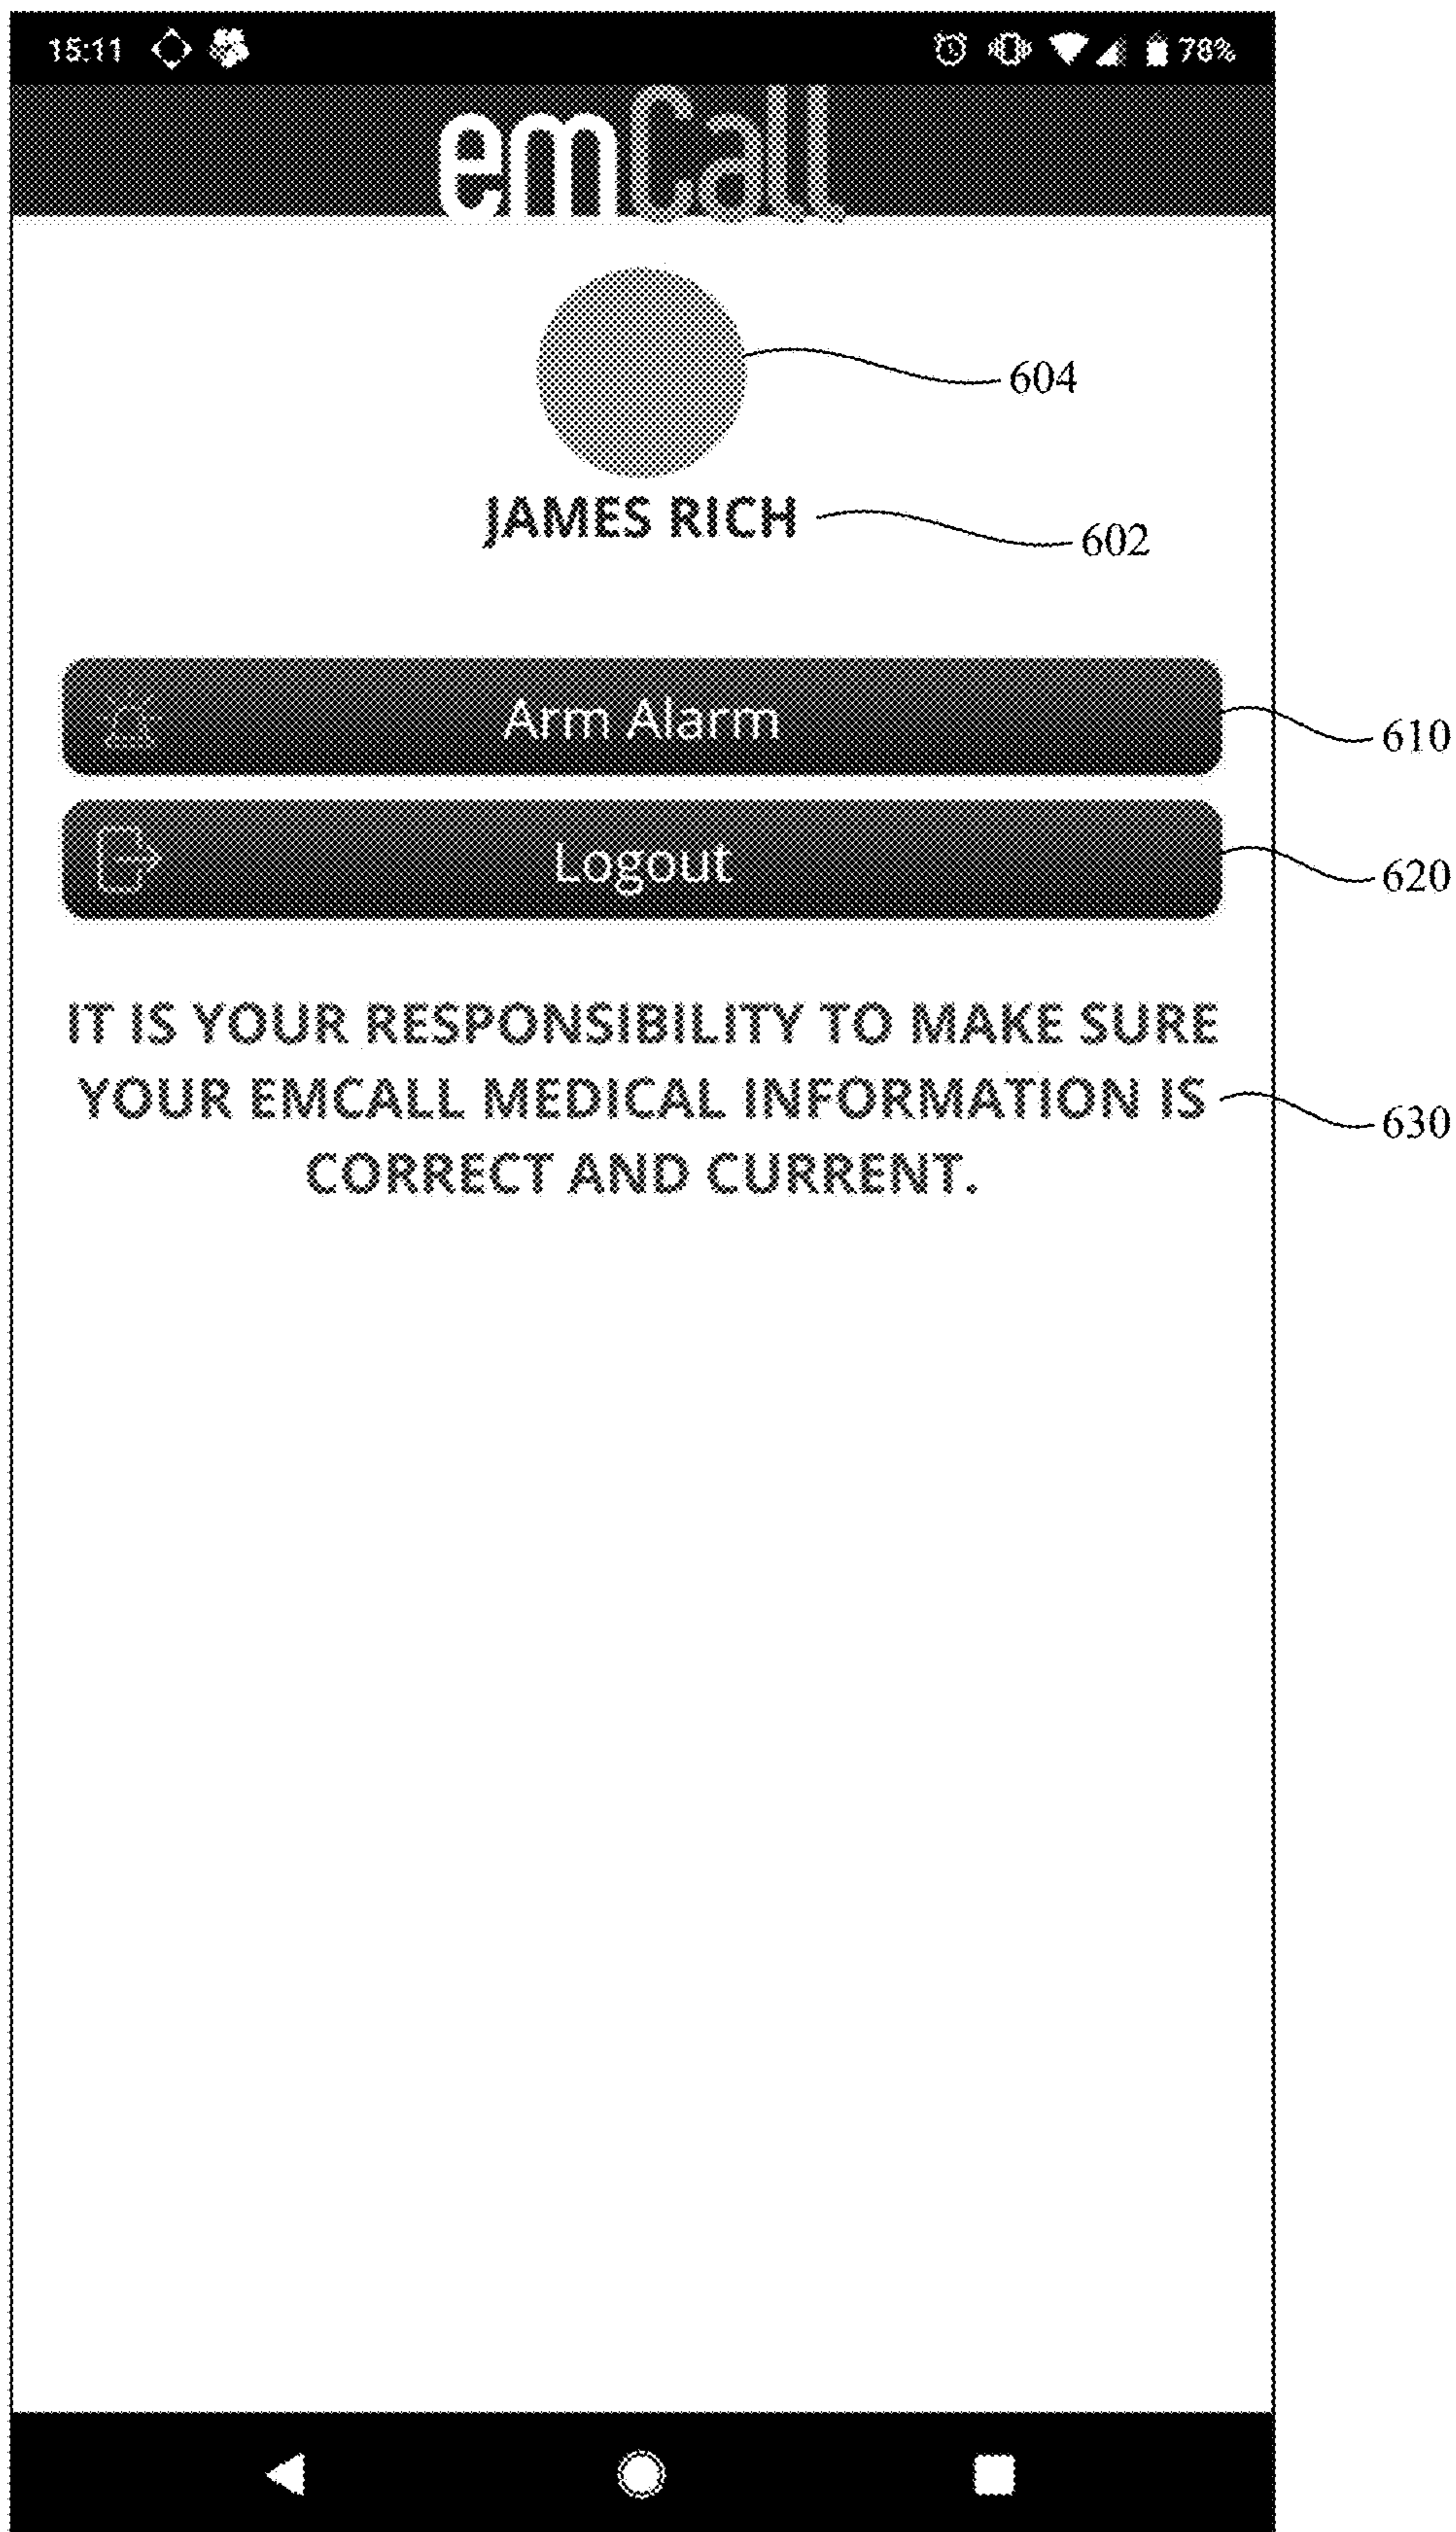 15:11 78%
emCall
604
JAMES RICH
602
Arm Alarm
610
Logout
620
IT IS YOUR RESPONSIBILITY TO MAKE SURE
YOUR EMCALL MEDICAL INFORMATION IS
630
CORRECT AND CURRENT.